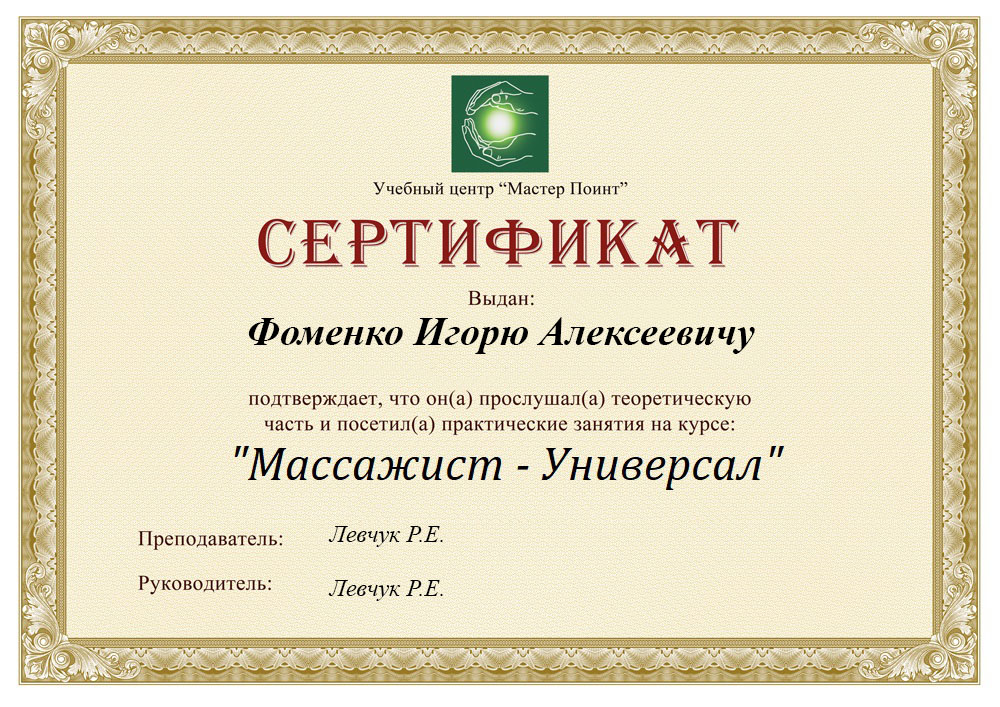 Учебный центр “Мастер Поинт”
СЕРТИФИКАТ
Выдан:
Фоменко Игорю Алексеевичу
подтверждает, что он(а) прослушал(а) теоретическую
часть и посетил(а) практические занятия на курсе:
"Массажист - Универсал"
Преподаватель: Левчук Р.Е.
Руководитель: Левчук Р.Е.